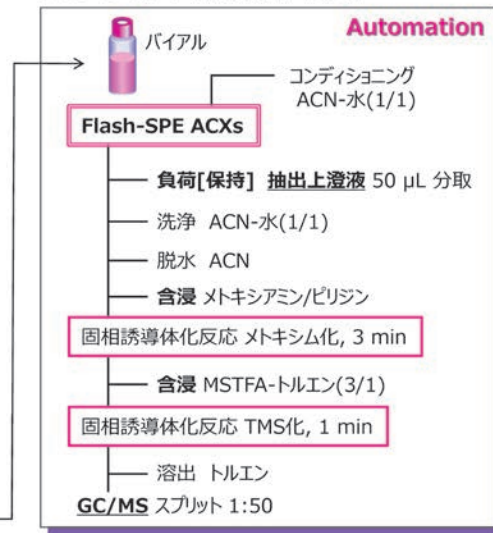 Automation
バイアル
コンディショニング
ACN-水(1/1)
Flash-SPE ACXs
負荷[保持] 抽出上澄液 50 µL 分取
洗浄 ACN-水(1/1)
脱水 ACN
含浸 メトキシアミン/ピリジン
固相誘導体化反応 メトキシム化, 3 min
含浸 MSTFA-トルエン(3/1)
固相誘導体化反応 TMS化, 1 min
溶出 トルエン
GC/MS スプリット 1:50